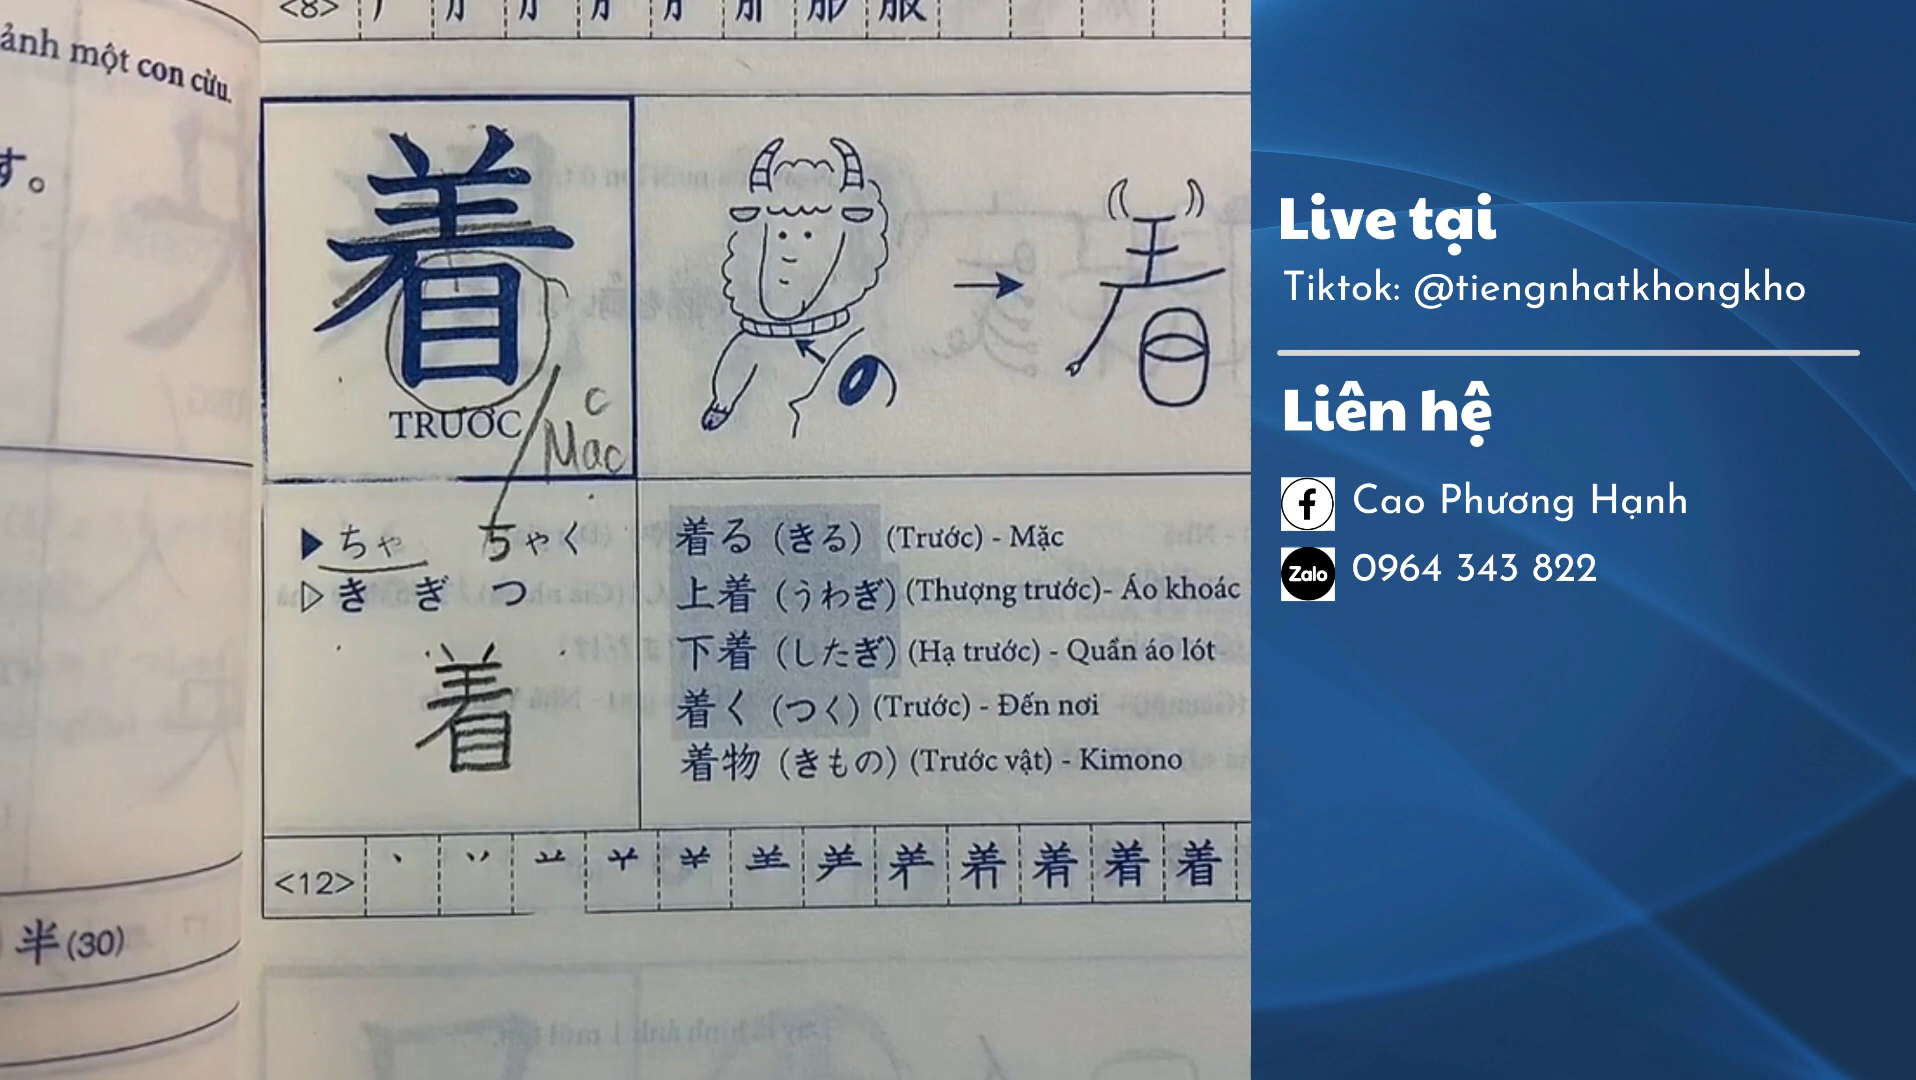 ảnh một con cừu.
す。
半(30)
<8> 服
着
TRƯỚC
Mặc
▶ ちゃ ちゃく
▷ き ぎ つ
着
着る (きる) (Trước) - Mặc
上着 (うわぎ) (Thượng trước)- Áo khoác
下着 (したぎ) (Hạ trước) - Quần áo lót
着く (つく) (Trước) - Đến nơi
着物 (きもの) (Trước vật) - Kimono
<12> 着
Live tại
Tiktok: @tiengnhatkhongkho
Liên hệ
Cao Phương Hạnh
Zalo 0964 343 822